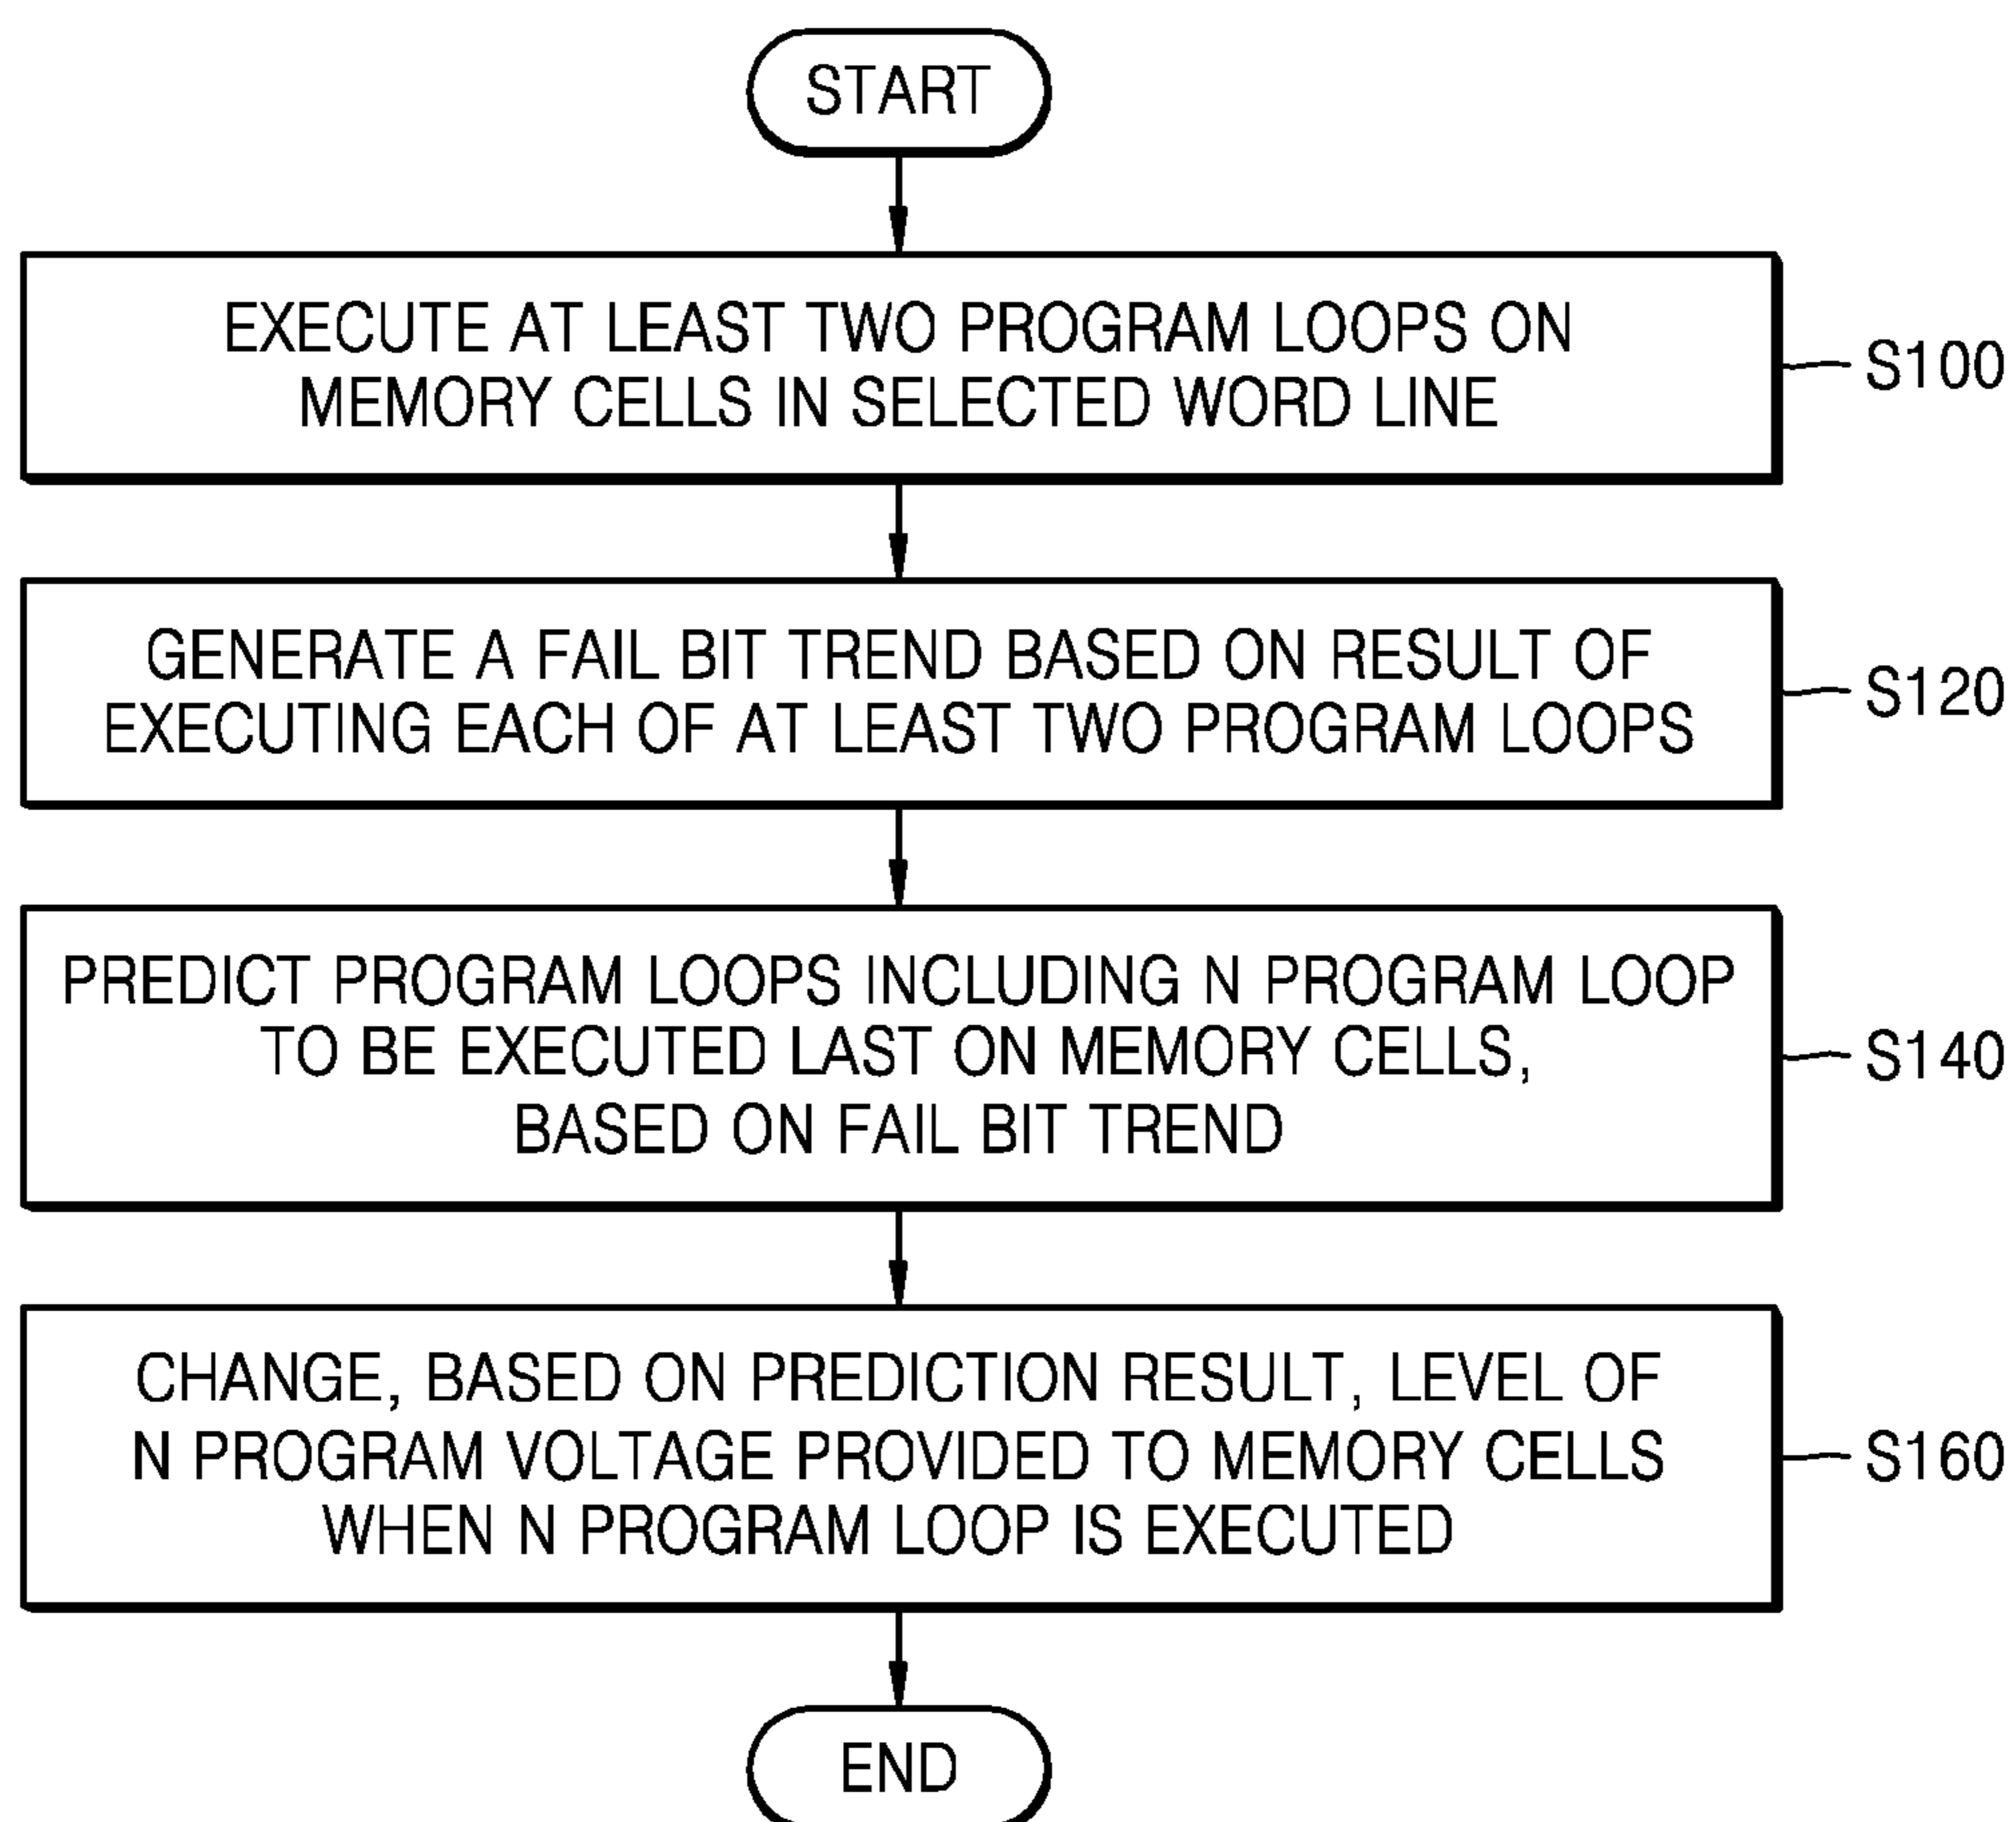 START
EXECUTE AT LEAST TWO PROGRAM LOOPS ON
MEMORY CELLS IN SELECTED WORD LINE
S100
GENERATE A FAIL BIT TREND BASED ON RESULT OF
EXECUTING EACH OF AT LEAST TWO PROGRAM LOOPS
S120
PREDICT PROGRAM LOOPS INCLUDING N PROGRAM LOOP
TO BE EXECUTED LAST ON MEMORY CELLS,
BASED ON FAIL BIT TREND
S140
CHANGE, BASED ON PREDICTION RESULT, LEVEL OF
N PROGRAM VOLTAGE PROVIDED TO MEMORY CELLS
WHEN N PROGRAM LOOP IS EXECUTED
S160
END